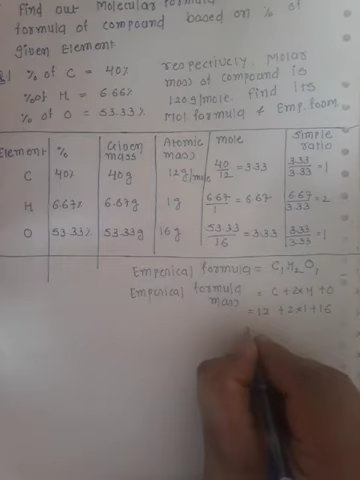 Find out Molecular formula
formula of compound based on % of
given Element
Q1 % of C = 40% respectively. Molar
mass of compound is
% of H = 6.66% 120g/mole. find its
% of O = 53.33% Mol. formula & Emp. foom.
Element % Given mass Atomic mass mole Simple ratio
C 40% 40g 12g/mole 40/12 = 3.33 3.33/3.33 = 1
H 6.67% 6.67g 1g 6.67/1 = 6.67 6.67/3.33 = 2
O 53.33% 53.33g 16g 53.33/16 = 3.33 3.33/3.33 = 1
Emperical formula = C1H2O1
Emperical formula mass = C + 2×H + O
= 12 + 2×1 + 16